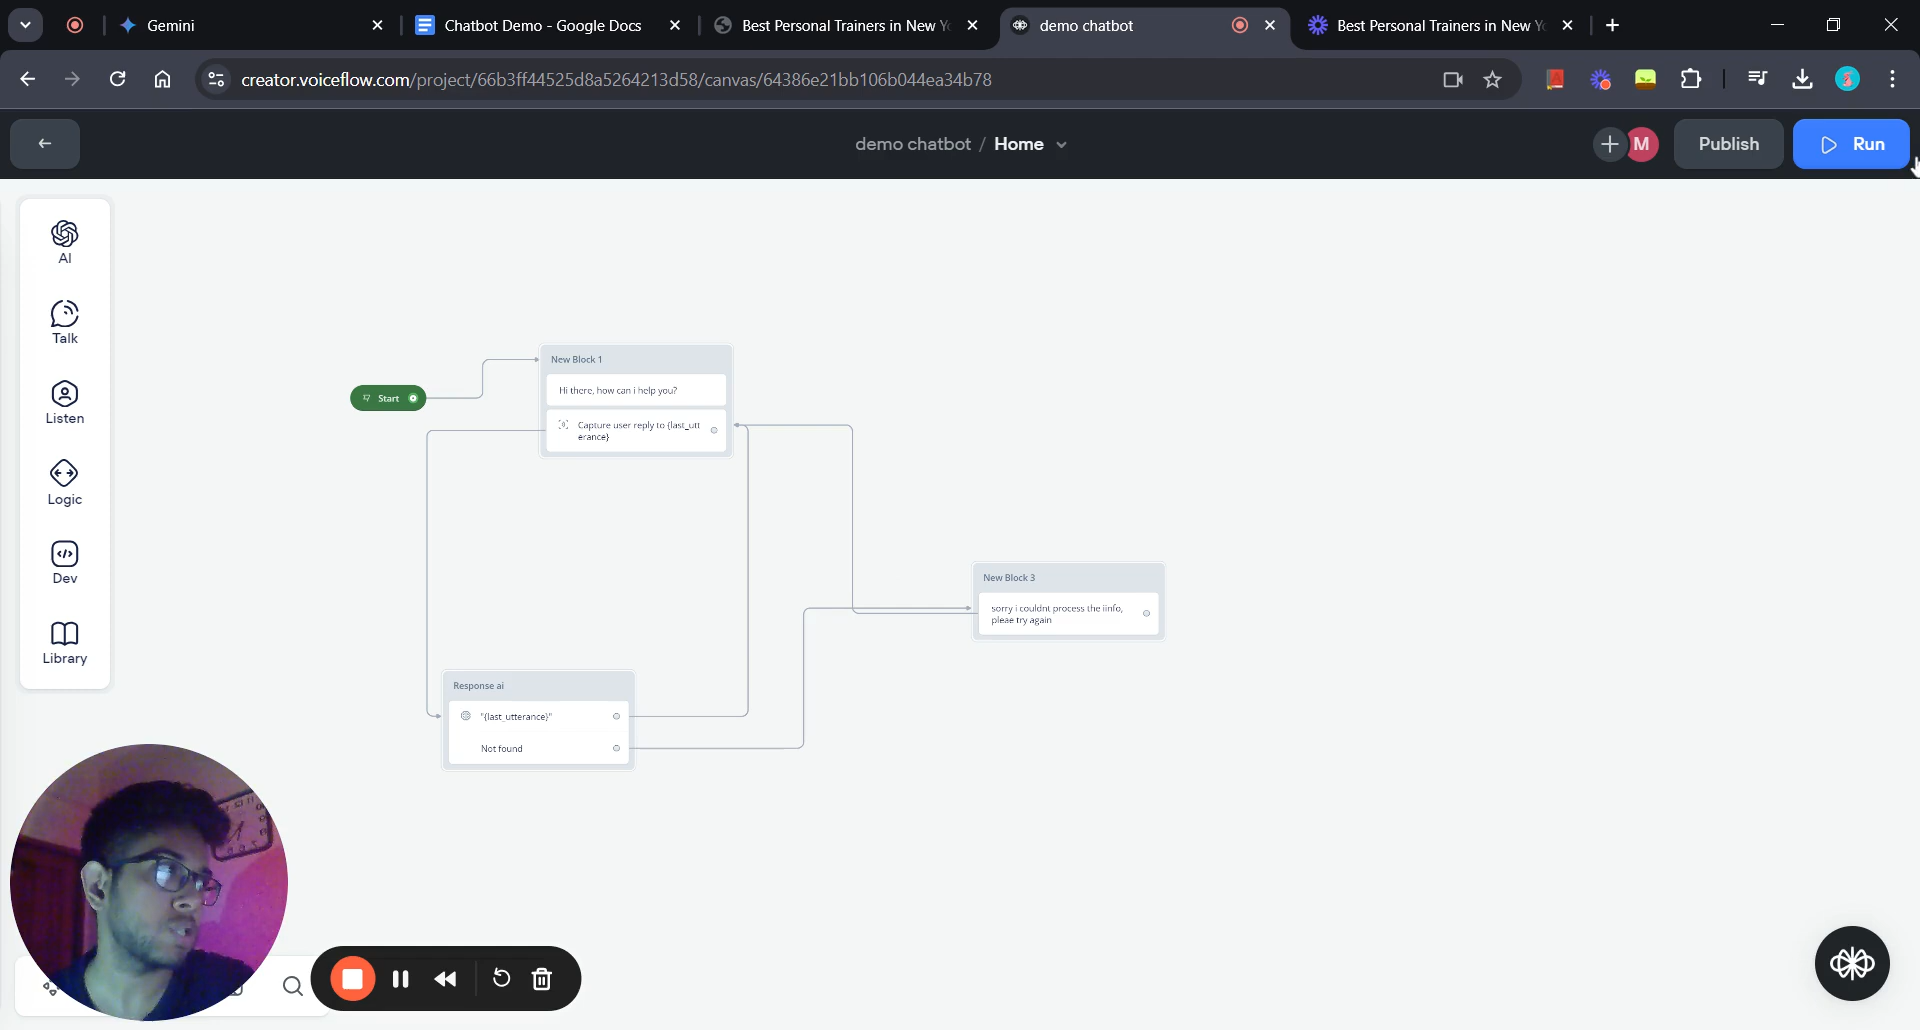 Gemini
Chatbot Demo - Google Docs
Best Personal Trainers in New Yo
demo chatbot
Best Personal Trainers in New Yo
creator.voiceflow.com/project/66b3ff44525d8a5264213d58/canvas/64386e21bb106b044ea34b78
demo chatbot / Home
M
Publish
Run
AI
Talk
Listen
Logic
Dev
Library
Start
New Block 1
Hi there, how can i help you?
Capture user reply to {last_utt
erance}
New Block 3
sorry i couldnt process the iinfo,
pleae try again
Response ai
"{last_utterance}"
Not found